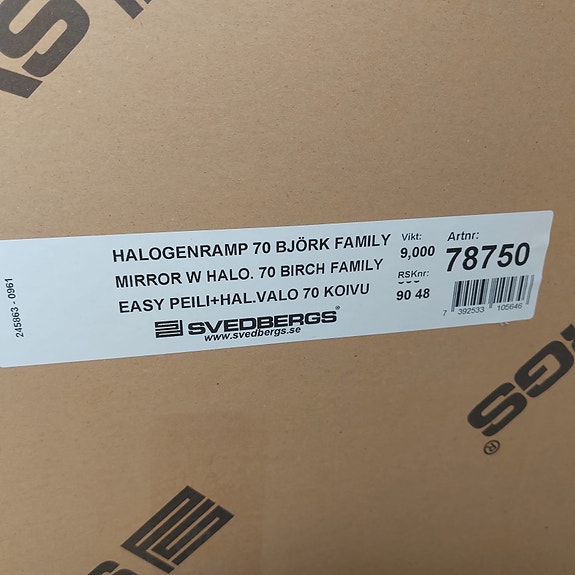 HALOGENRAMP 70 BJÖRK FAMILY
MIRROR W HALO. 70 BIRCH FAMILY
EASY PEILI+HAL.VALO 70 KOIVU
SVEDBERGS®
www.svedbergs.se
Vikt:
9,000
RSKnr:
90 48
Artnr:
78750
7 392533 105646
245863 - 0961
GS®